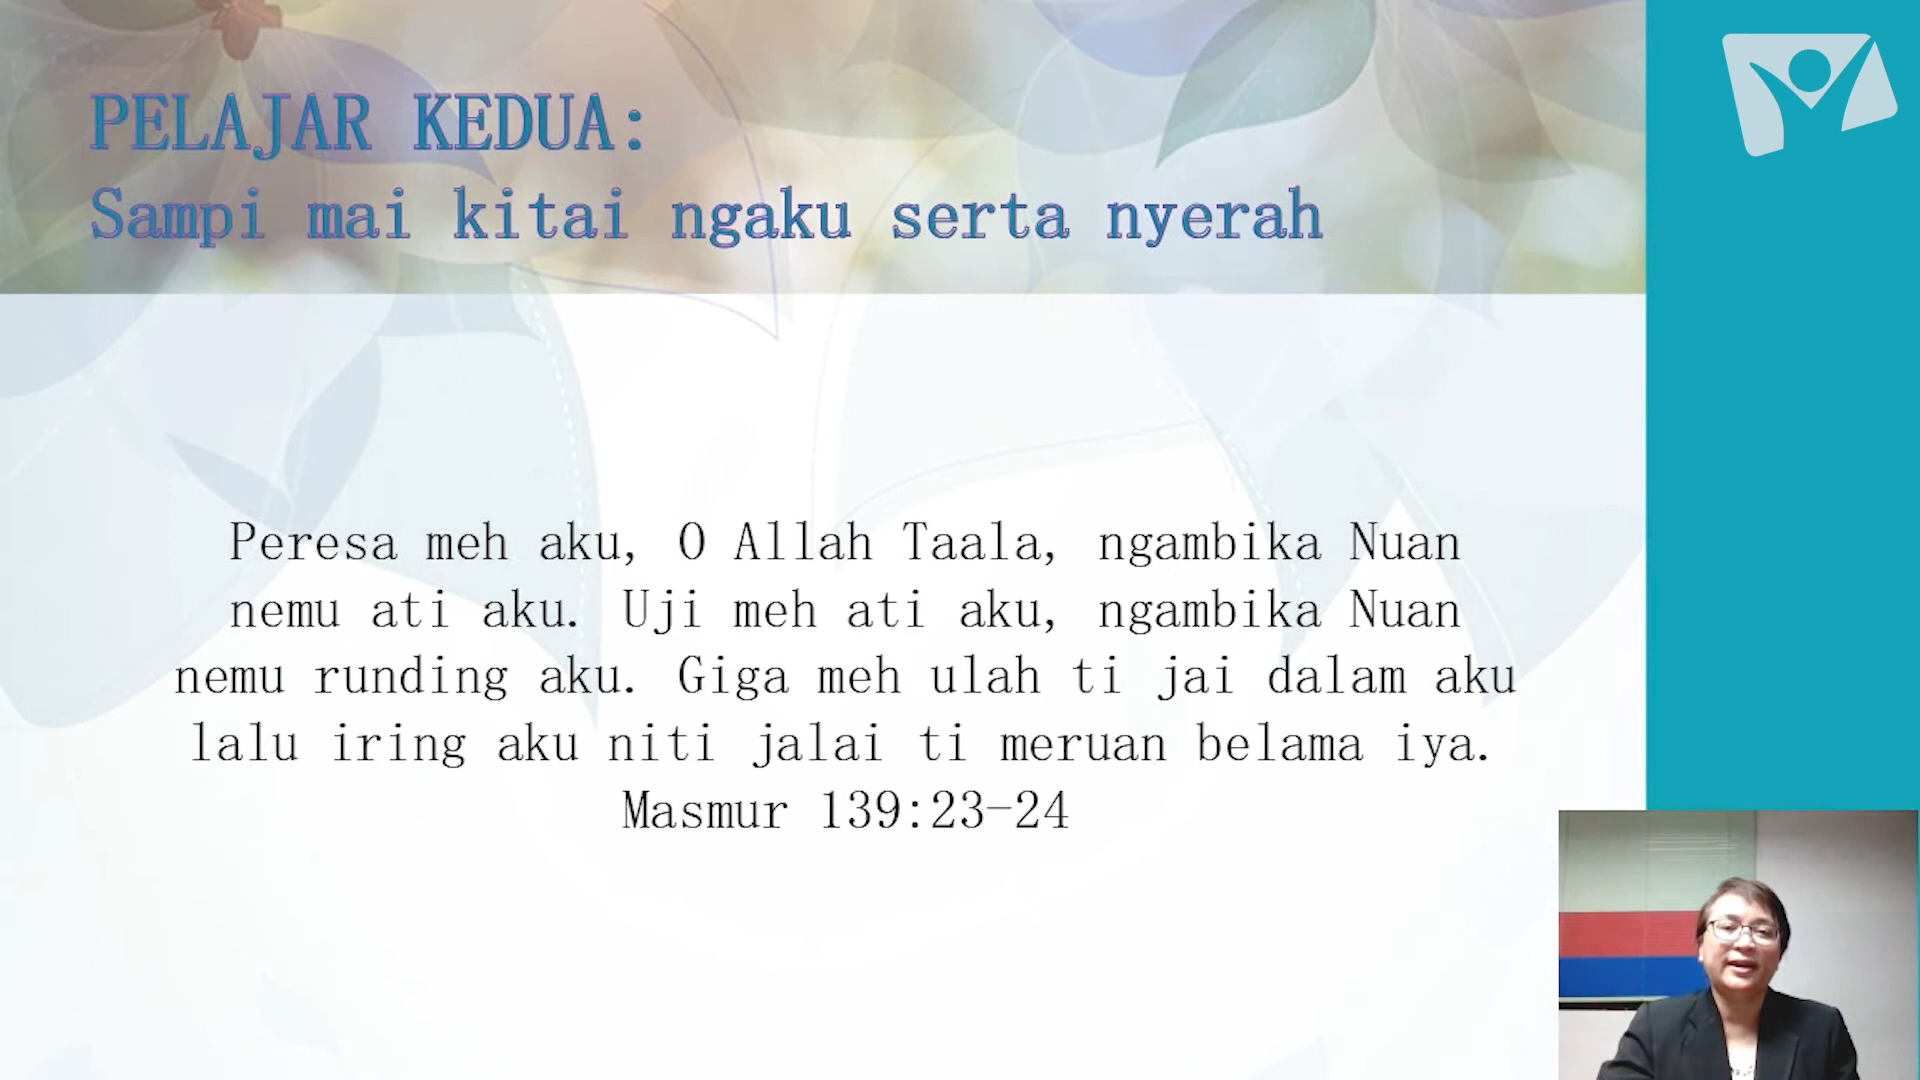 PELAJAR KEDUA:
Sampi mai kitai ngaku serta nyerah
Peresa meh aku, O Allah Taala, ngambika Nuan
nemu ati aku. Uji meh ati aku, ngambika Nuan
nemu runding aku. Giga meh ulah ti jai dalam aku
lalu iring aku niti jalai ti meruan belama iya.
Masmur 139:23-24